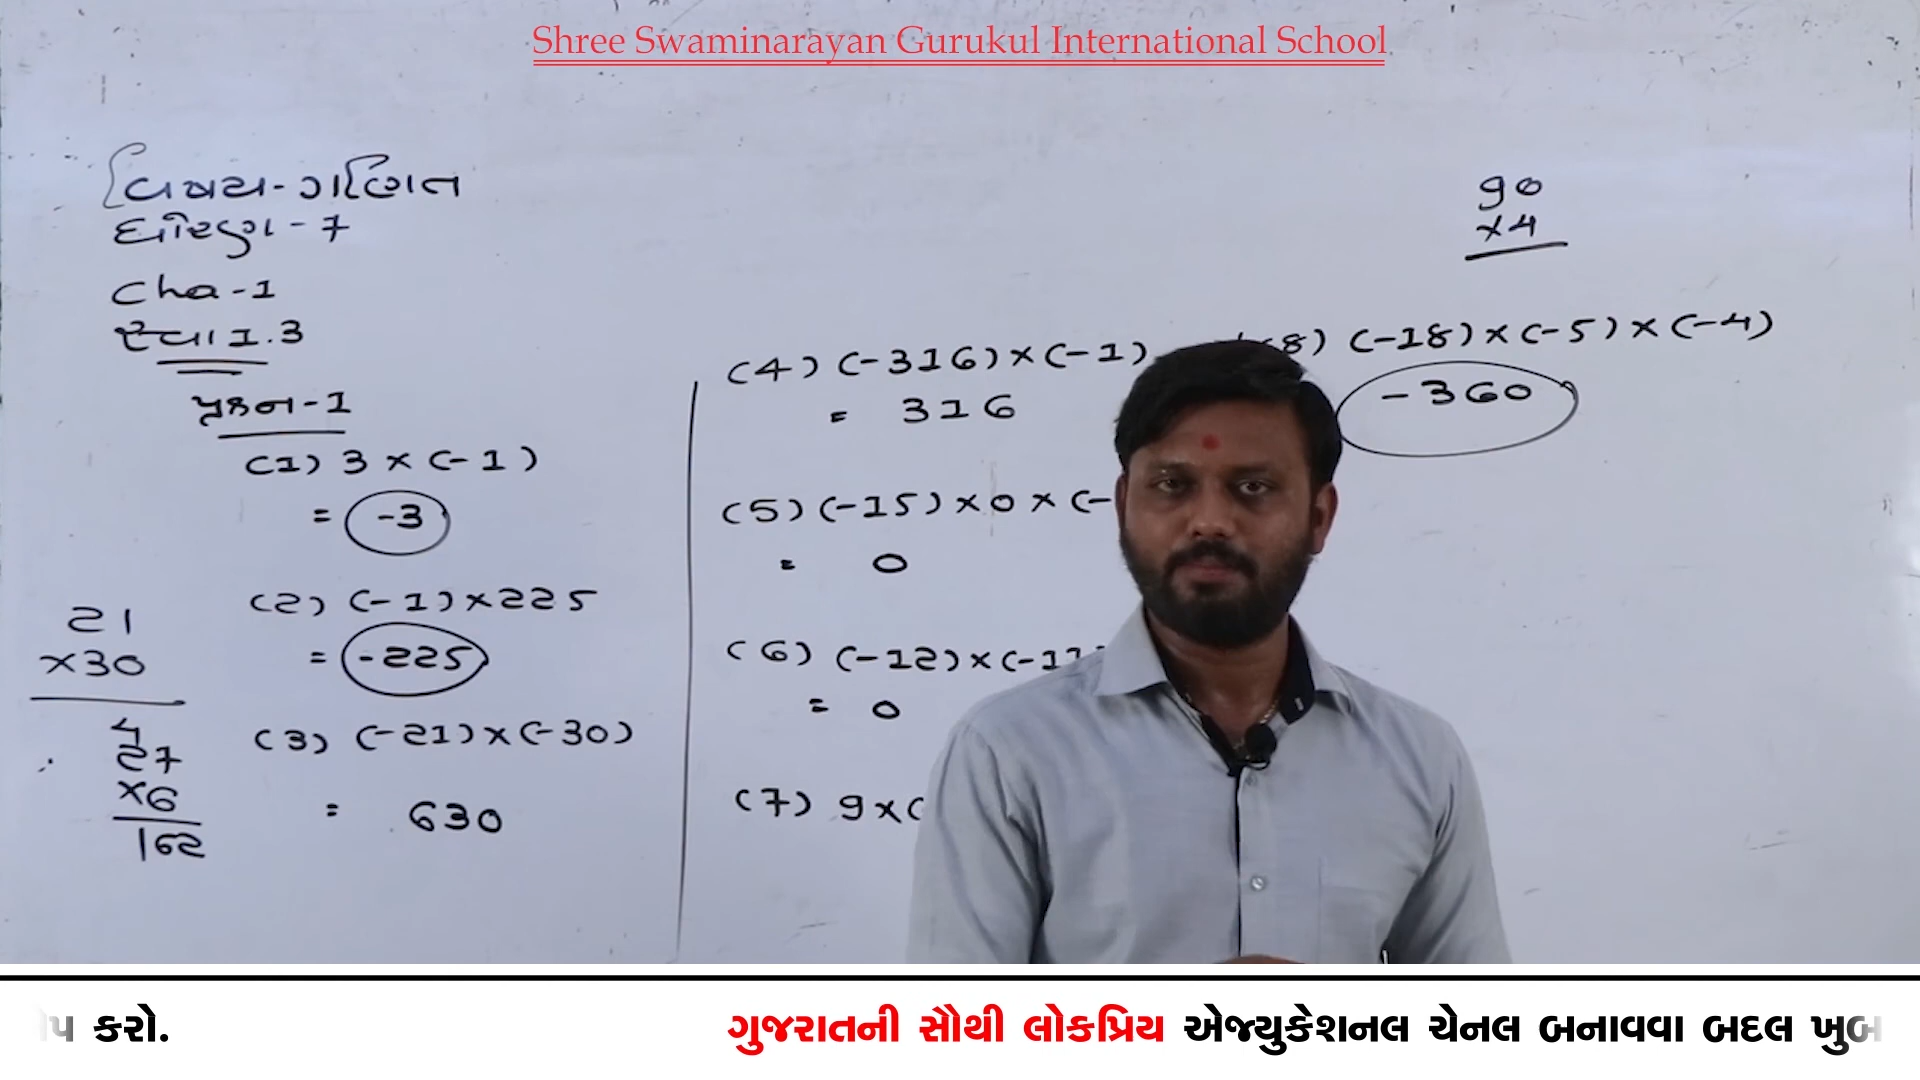 Shree Swaminarayan Gurukul International School
વિષય - ગણિત
ધોરણ - 7
Cha - 1
સ્વા 1.3
પ્રશ્ન - 1
(1) 3 × (-1)
= -3
(2) (-1) × 225
= -225
(3) (-21) × (-30)
= 630
21
×30
4
27
×6
162
(4) (-316) × (-1)
= 316
(5) (-15) × 0 × (-
= 0
(6) (-12) × (-11
= 0
(7) 9 × (
90
×4
(8) (-18) × (-5) × (-4)
-360
કરો.
ગુજરાતની સૌથી લોકપ્રિય એજ્યુકેશનલ ચેનલ બનાવવા બદલ ખુબ